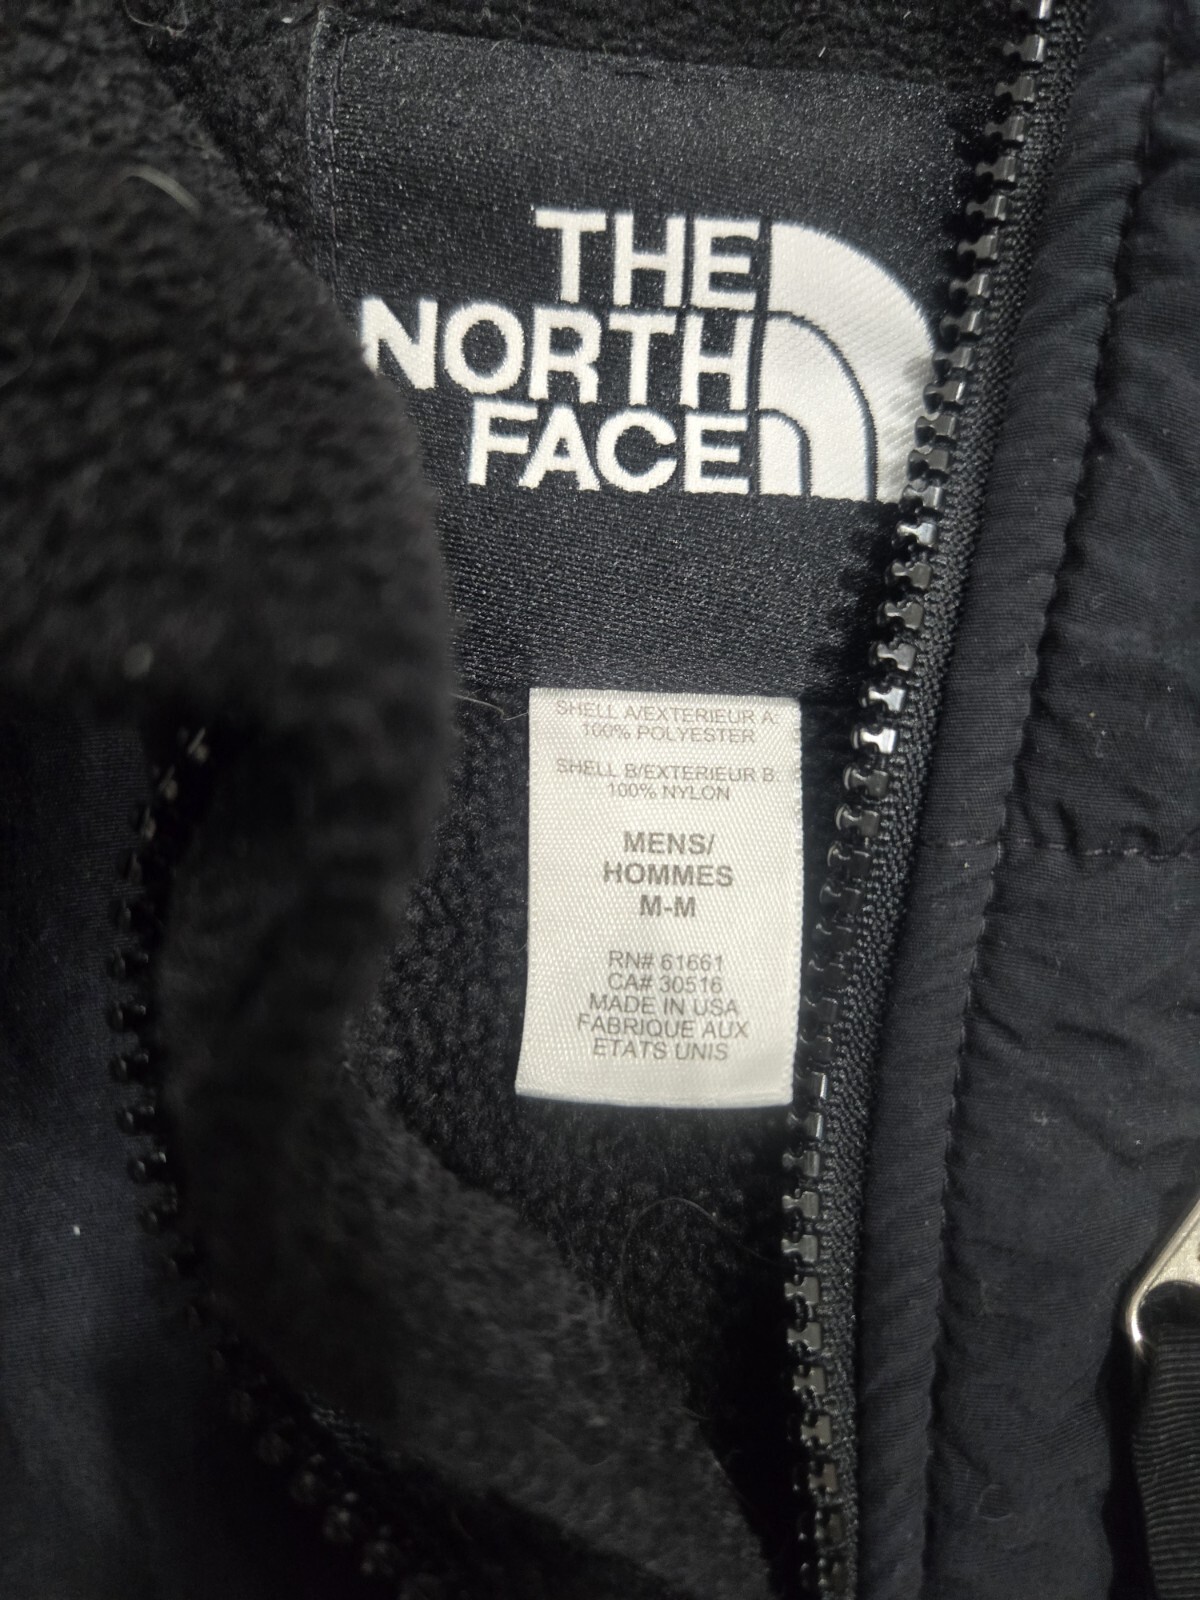 THE
NORTH
FACE
SHELL A/EXTERIEUR A:
100% POLYESTER
SHELL B/EXTERIEUR B:
100% NYLON
MENS/
HOMMES
M-M
RN# 61661
CA# 30516
MADE IN USA
FABRIQUE AUX
ETATS UNIS